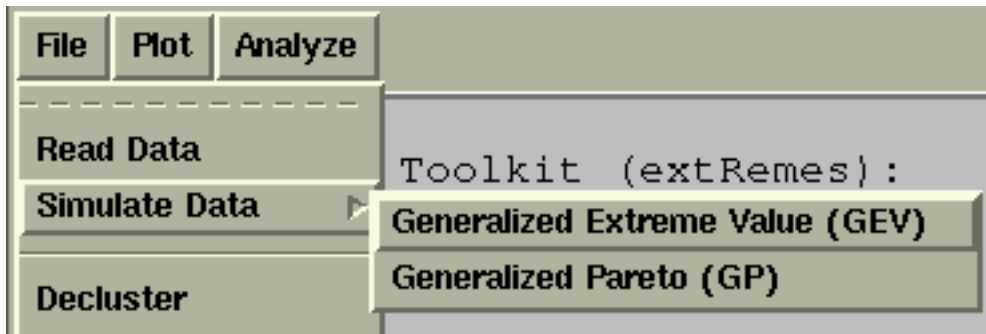 File Plot Analyze
Read Data
Toolkit (extRemes):
Simulate Data
Generalized Extreme Value (GEV)
Generalized Pareto (GP)
Decluster